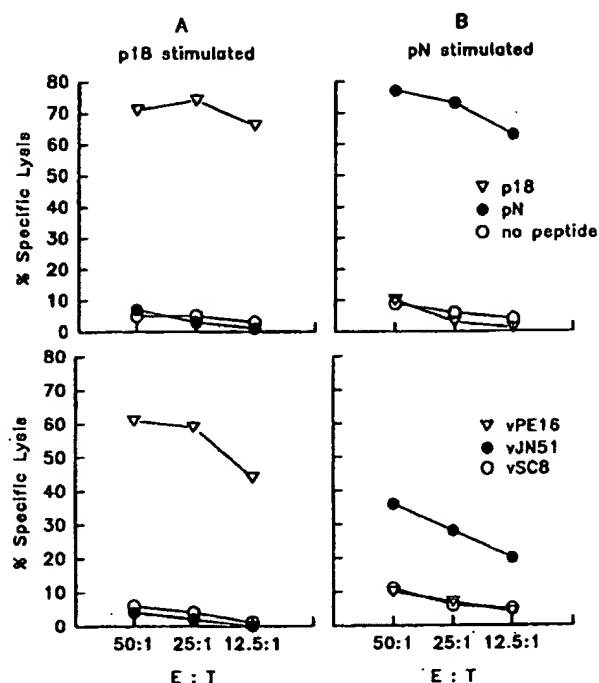 A
p18 stimulated
B
pN stimulated
% Specific Lysis
80
70
60
50
40
30
20
10
0
p18
pN
no peptide
% Specific Lysis
80
70
60
50
40
30
20
10
0
vPE16
vJN51
vSC8
50:1 25:1 12.5:1
E : T
50:1 25:1 12.5:1
E : T